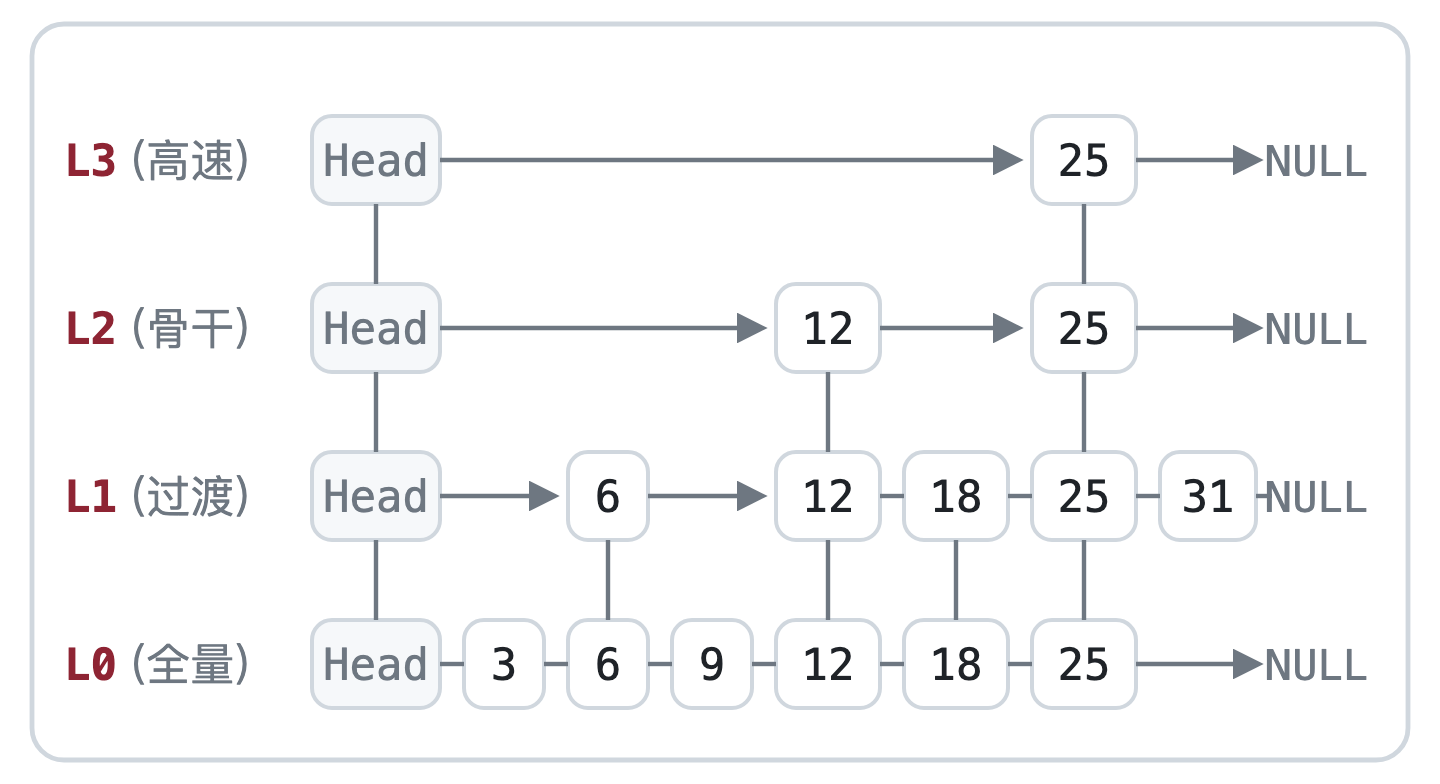 L3 (高速) Head 25 NULL
L2 (骨干) Head 12 25 NULL
L1 (过渡) Head 6 12 18 25 31 NULL
L0 (全量) Head 3 6 9 12 18 25 NULL